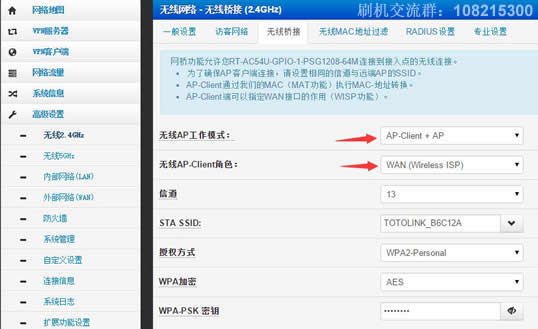 网络地图
VPN服务器
VPN客户端
网络流量
系统信息
高级设置
无线2.4GHz
无线5GHz
内部网络(LAN)
外部网络(WAN)
防火墙
系统管理
自定义设置
连接信息
系统日志
扩展功能设置
无线网络 - 无线桥接 (2.4GHz)
刷机交流群：108215300
一般设置 访客网络 无线桥接 无线MAC地址过滤 RADIUS设置 专业设置
网桥功能允许您RT-AC54U-GPIO-1-PSG1208-64M连接到接入点的无线连接。
• 为了确保AP客户端连接，请设置相同的信道与远端AP的SSID。
• AP-Client通过我们的MAC（MAT功能）执行MAC-地址转换。
• AP-Client端可以指定WAN接口的作用（WISP功能）。
无线AP工作模式： AP-Client + AP
无线AP-Client角色： WAN (Wireless ISP)
信道 13
STA SSID: TOTOLINK_B6C12A
授权方式 WPA2-Personal
WPA加密 AES
WPA-PSK 密钥 ••••••••